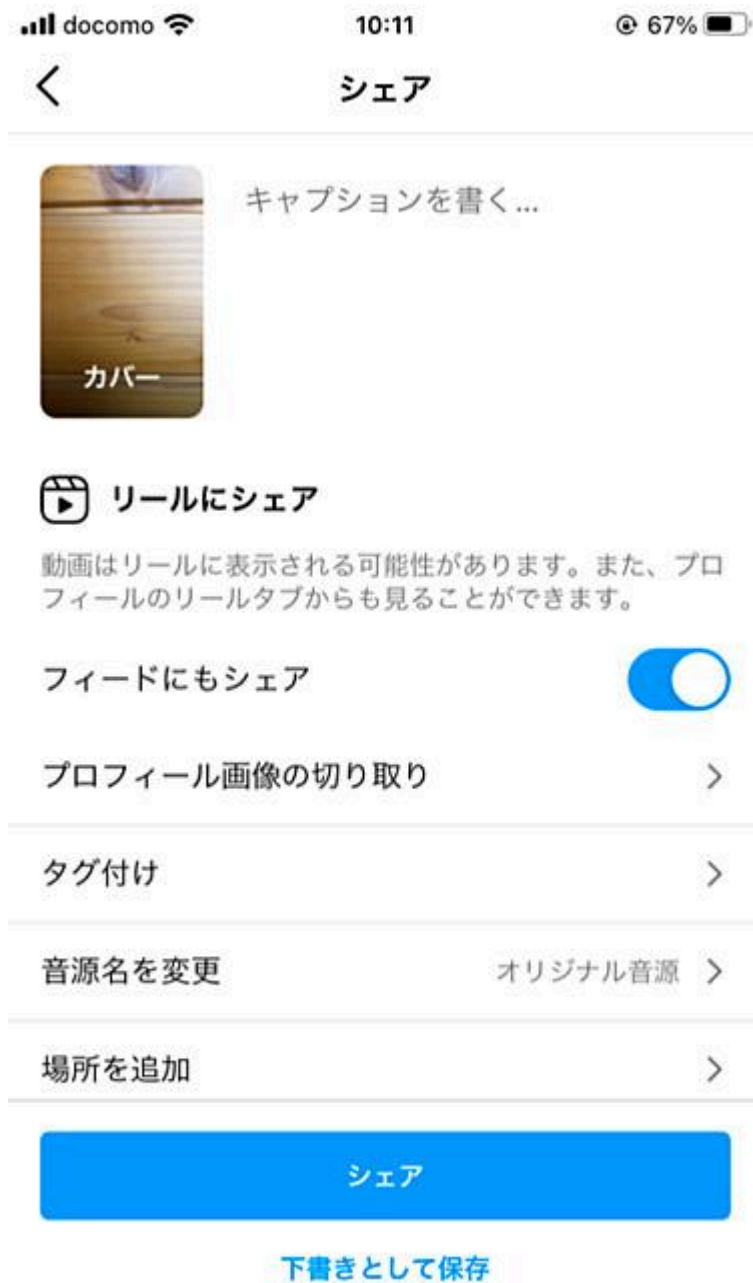 docomo 10:11 67%
シェア
キャプションを書く...
カバー
リールにシェア
動画はリールに表示される可能性があります。また、プロ
フィールのリールタブからも見ることができます。
フィードにもシェア
プロフィール画像の切り取り
タグ付け
音源名を変更 オリジナル音源
場所を追加
シェア
下書きとして保存